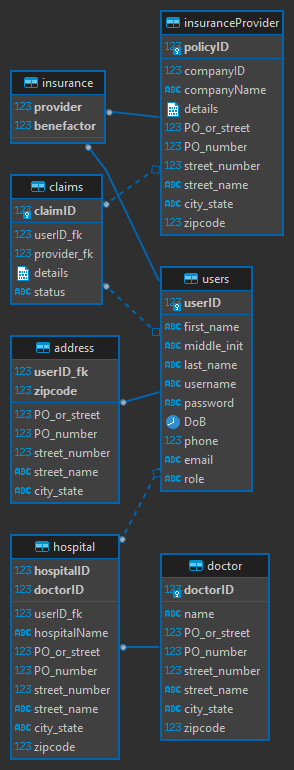 insuranceProvider
123 policyID
123 companyID
ABC companyName
details
123 PO_or_street
123 PO_number
123 street_number
ABC street_name
ABC city_state
123 zipcode
insurance
123 provider
123 benefactor
claims
123 claimID
123 userID_fk
123 provider_fk
details
ABC status
users
123 userID
ABC first_name
ABC middle_init
ABC last_name
ABC username
ABC password
DoB
123 phone
ABC email
ABC role
address
123 userID_fk
123 zipcode
123 PO_or_street
123 PO_number
123 street_number
ABC street_name
ABC city_state
hospital
123 hospitalID
123 doctorID
123 userID_fk
ABC hospitalName
123 PO_or_street
123 PO_number
123 street_number
ABC street_name
ABC city_state
123 zipcode
doctor
123 doctorID
ABC name
123 PO_or_street
123 PO_number
123 street_number
ABC street_name
ABC city_state
123 zipcode